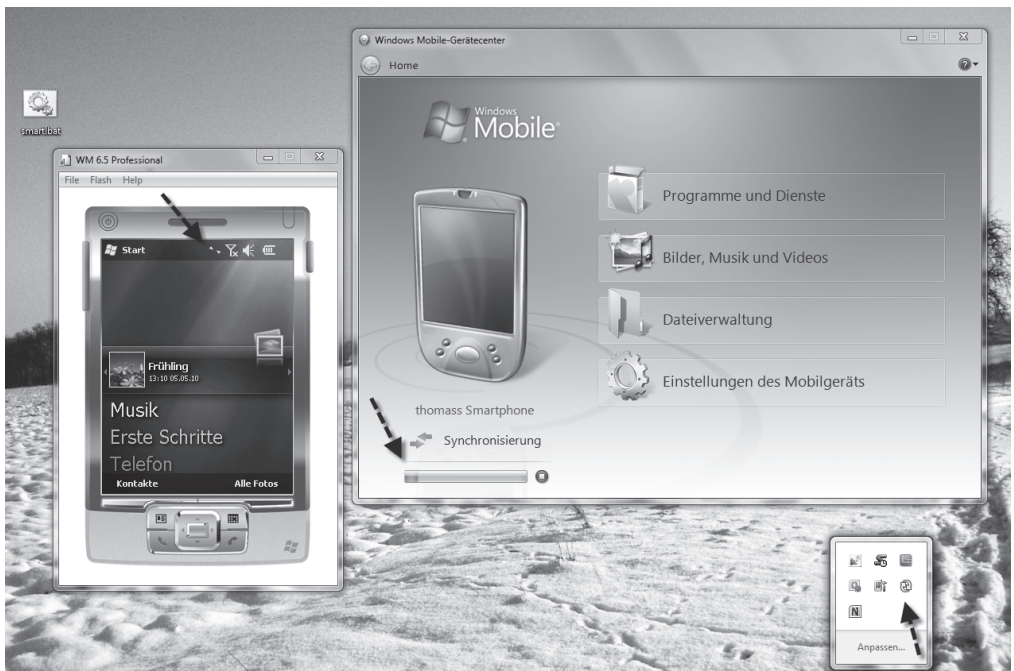 smart.bat
WM 6.5 Professional
File Flash Help
Start
Frühling
13:10 05.05.10
Musik
Erste Schritte
Telefon
Kontakte Alle Fotos
Windows Mobile-Gerätecenter
Home
Windows
Mobile
Programme und Dienste
Bilder, Musik und Videos
Dateiverwaltung
Einstellungen des Mobilgeräts
thomass Smartphone
Synchronisierung
N
Anpassen...